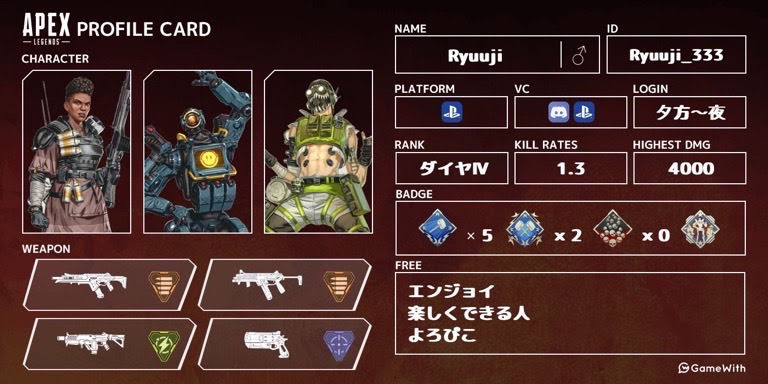 APEX LEGENDS PROFILE CARD
CHARACTER
WEAPON
NAME
Ryuuji ♂
ID
Ryuuji_333
PLATFORM
VC
LOGIN
夕方〜夜
RANK
ダイヤⅣ
KILL RATES
1.3
HIGHEST DMG
4000
BADGE
× 5 x 2 x 0
FREE
エンジョイ
楽しくできる人
よろぴこ
GameWith